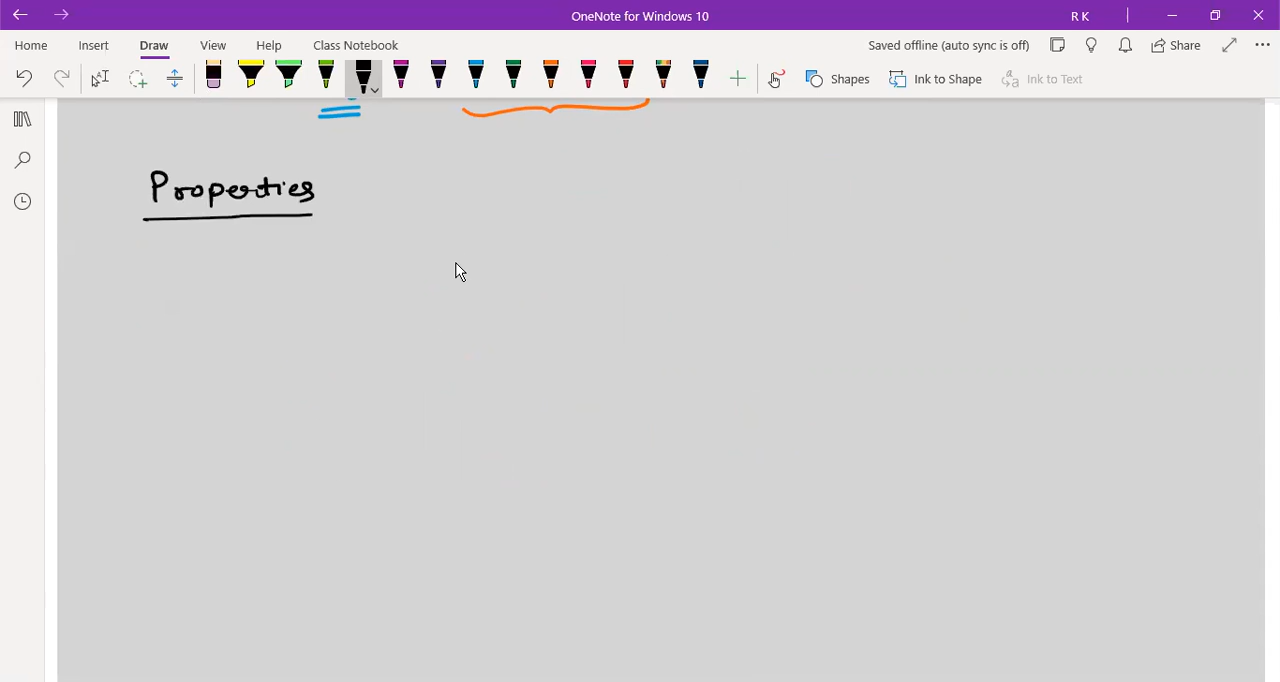 OneNote for Windows 10
R K
Home Insert Draw View Help Class Notebook
Saved offline (auto sync is off) Share
Shapes Ink to Shape Ink to Text
Properties